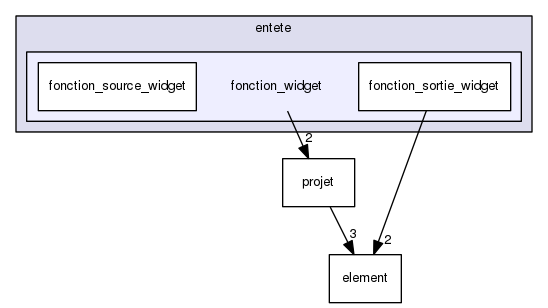 entete
fonction_source_widget
fonction_widget
fonction_sortie_widget
2
projet
3
2
element